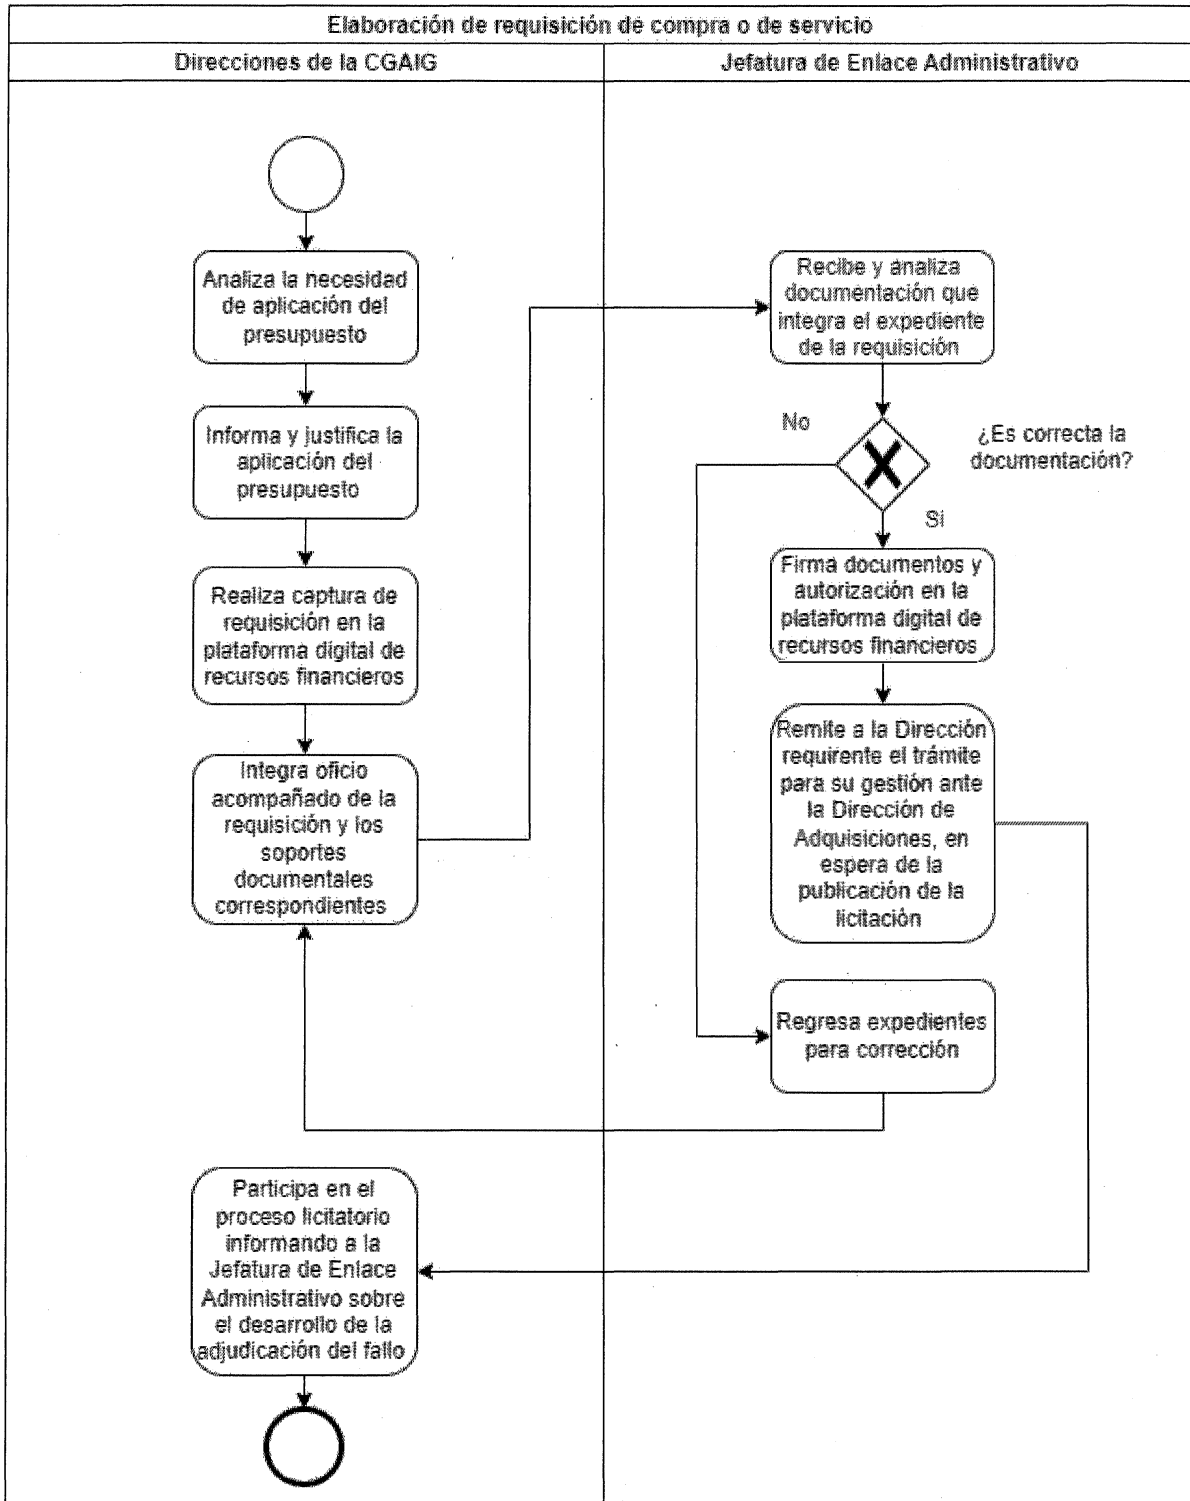 Elaboración de requisición de compra o de servicio
Direcciones de la CGAIG
Jefatura de Enlace Administrativo
Analiza la necesidad
de aplicación del
presupuesto
Informa y justifica la
aplicación del
presupuesto
Realiza captura de
requisición en la
plataforma digital de
recursos financieros
Integra oficio
acompañado de la
requisición y los
soportes
documentales
correspondientes
Recibe y analiza
documentación que
integra el expediente
de la requisición
No
¿Es correcta la
documentación?
Si
Firma documentos y
autorización en la
plataforma digital de
recursos financieros
Remite a la Dirección
requirente el trámite
para su gestión ante
la Dirección de
Adquisiciones, en
espera de la
publicación de la
licitación
Regresa expedientes
para corrección
Participa en el
proceso licitatorio
informando a la
Jefatura de Enlace
Administrativo sobre
el desarrollo de la
adjudicación del fallo